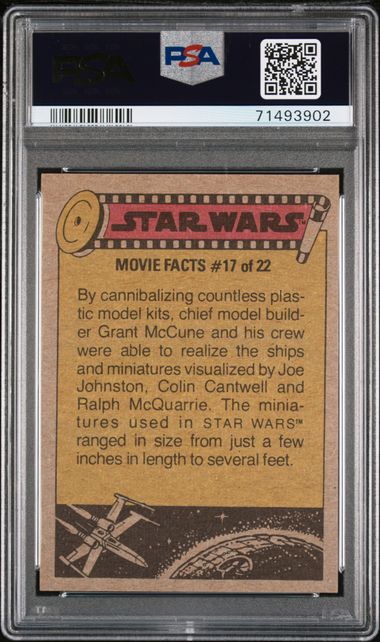 PSA
PSA
71493902
STAR WARS™
MOVIE FACTS #17 of 22
By cannibalizing countless plas-
tic model kits, chief model build-
er Grant McCune and his crew
were able to realize the ships
and miniatures visualized by Joe
Johnston, Colin Cantwell and
Ralph McQuarrie. The minia-
tures used in STAR WARS™
ranged in size from just a few
inches in length to several feet.